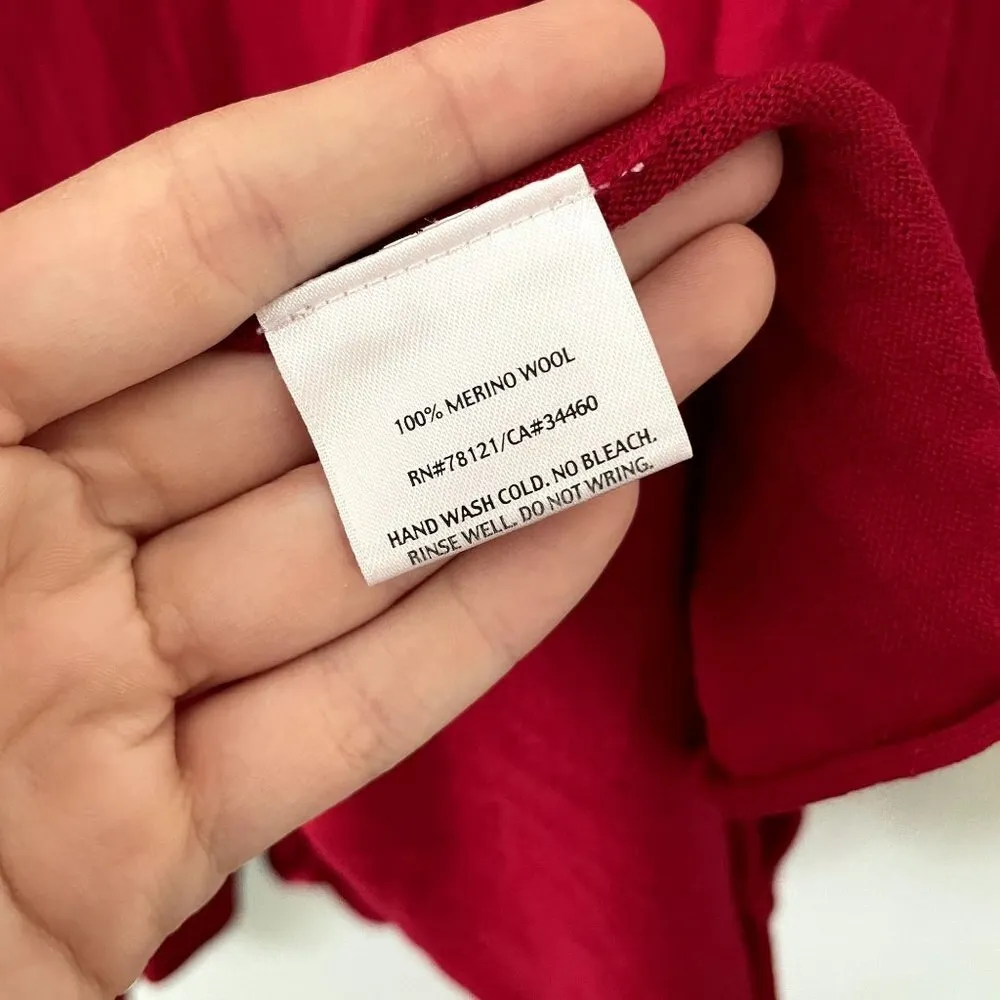 100% MERINO WOOL
RN#78121/CA#34460
HAND WASH COLD. NO BLEACH.
RINSE WELL. DO NOT WRING.